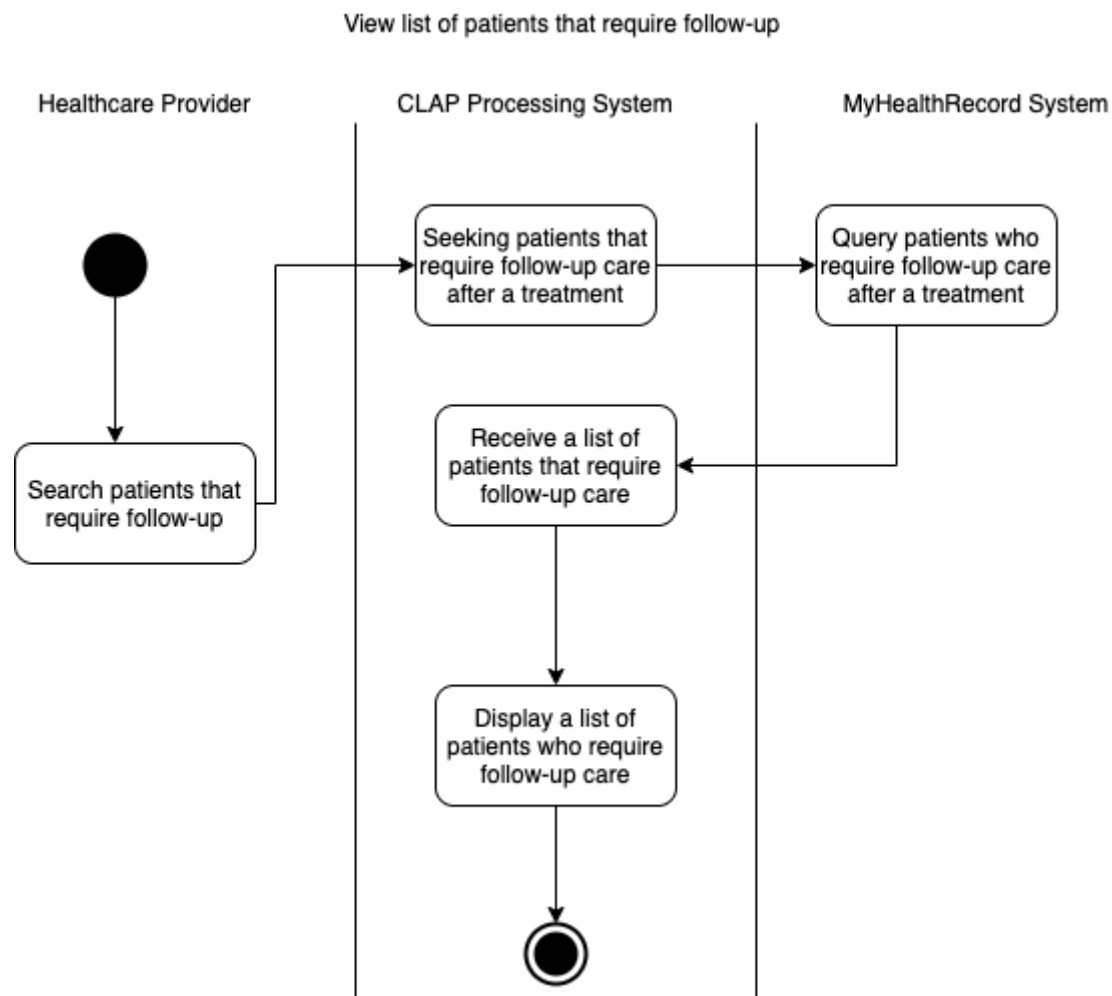 View list of patients that require follow-up
Healthcare Provider
CLAP Processing System
MyHealthRecord System
Seeking patients that
require follow-up care
after a treatment
Query patients who
require follow-up care
after a treatment
Search patients that
require follow-up
Receive a list of
patients that require
follow-up care
Display a list of
patients who require
follow-up care